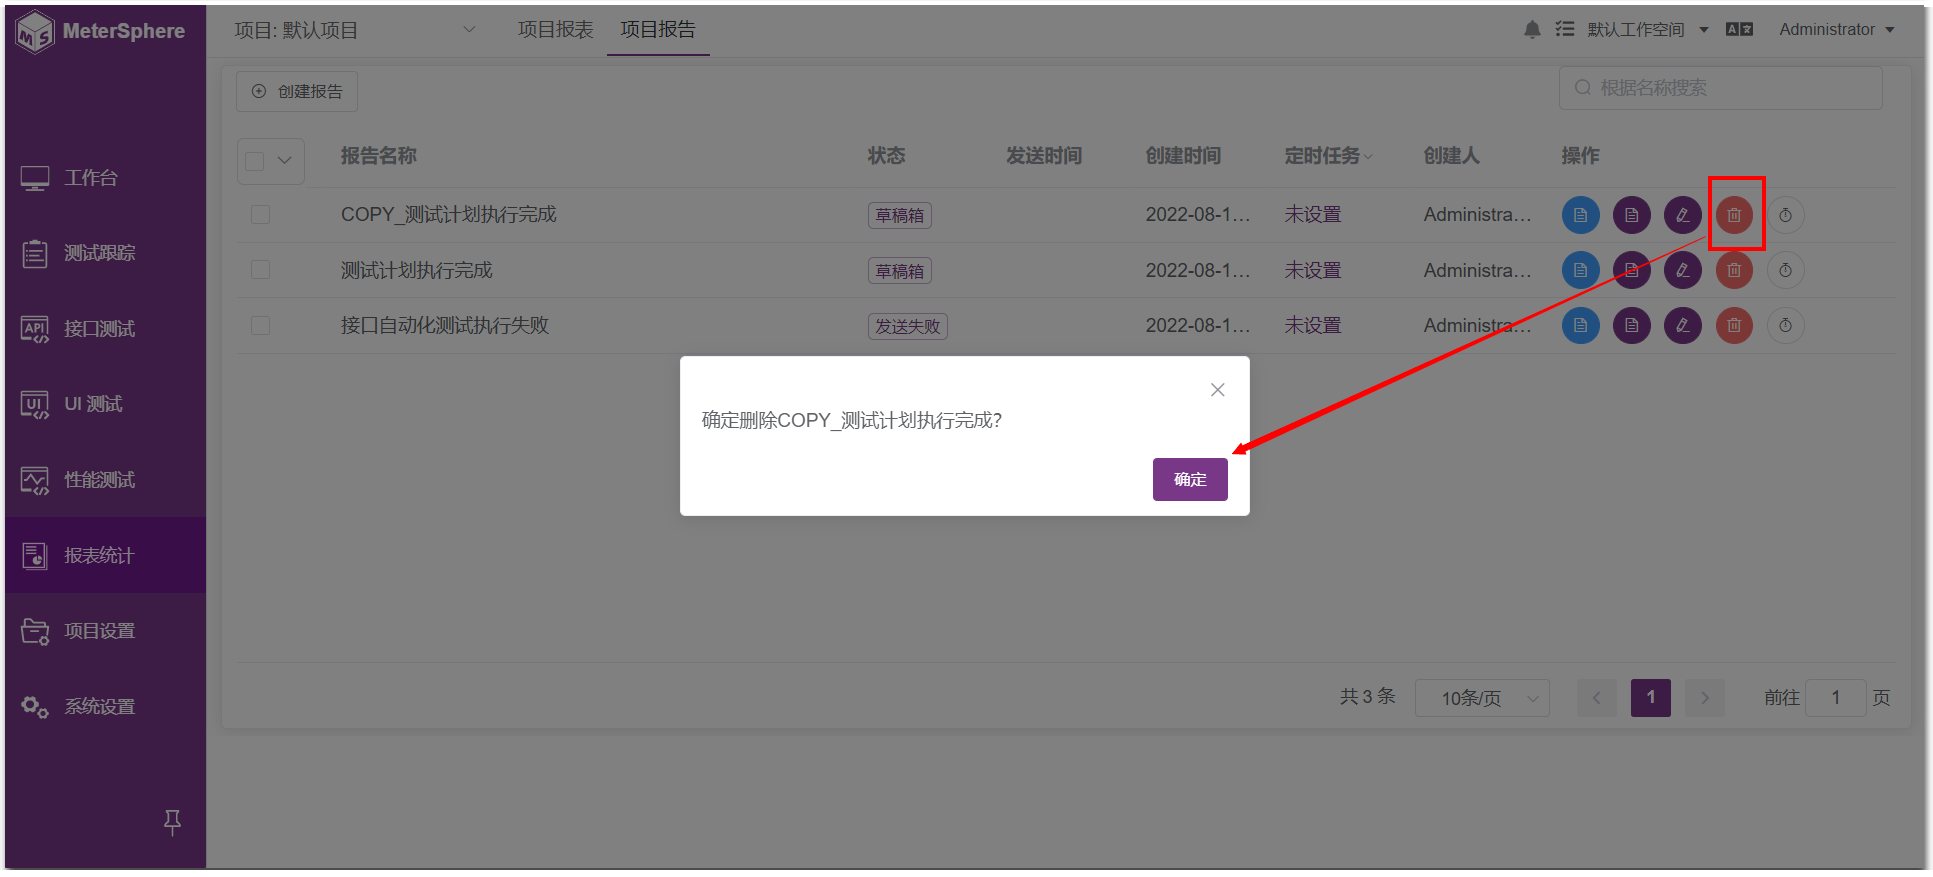 MeterSphere
项目: 默认项目
项目报表
项目报告
默认工作空间
Administrator
创建报告
根据名称搜索
报告名称 状态 发送时间 创建时间 定时任务 创建人 操作
COPY_测试计划执行完成 草稿箱 2022-08-1... 未设置 Administra...
测试计划执行完成 草稿箱 2022-08-1... 未设置 Administra...
接口自动化测试执行失败 发送失败 2022-08-1... 未设置 Administra...
工作台
测试跟踪
API 接口测试
UI UI 测试
性能测试
报表统计
项目设置
系统设置
确定删除COPY_测试计划执行完成?
确定
共 3 条 10条/页 1 前往 1 页